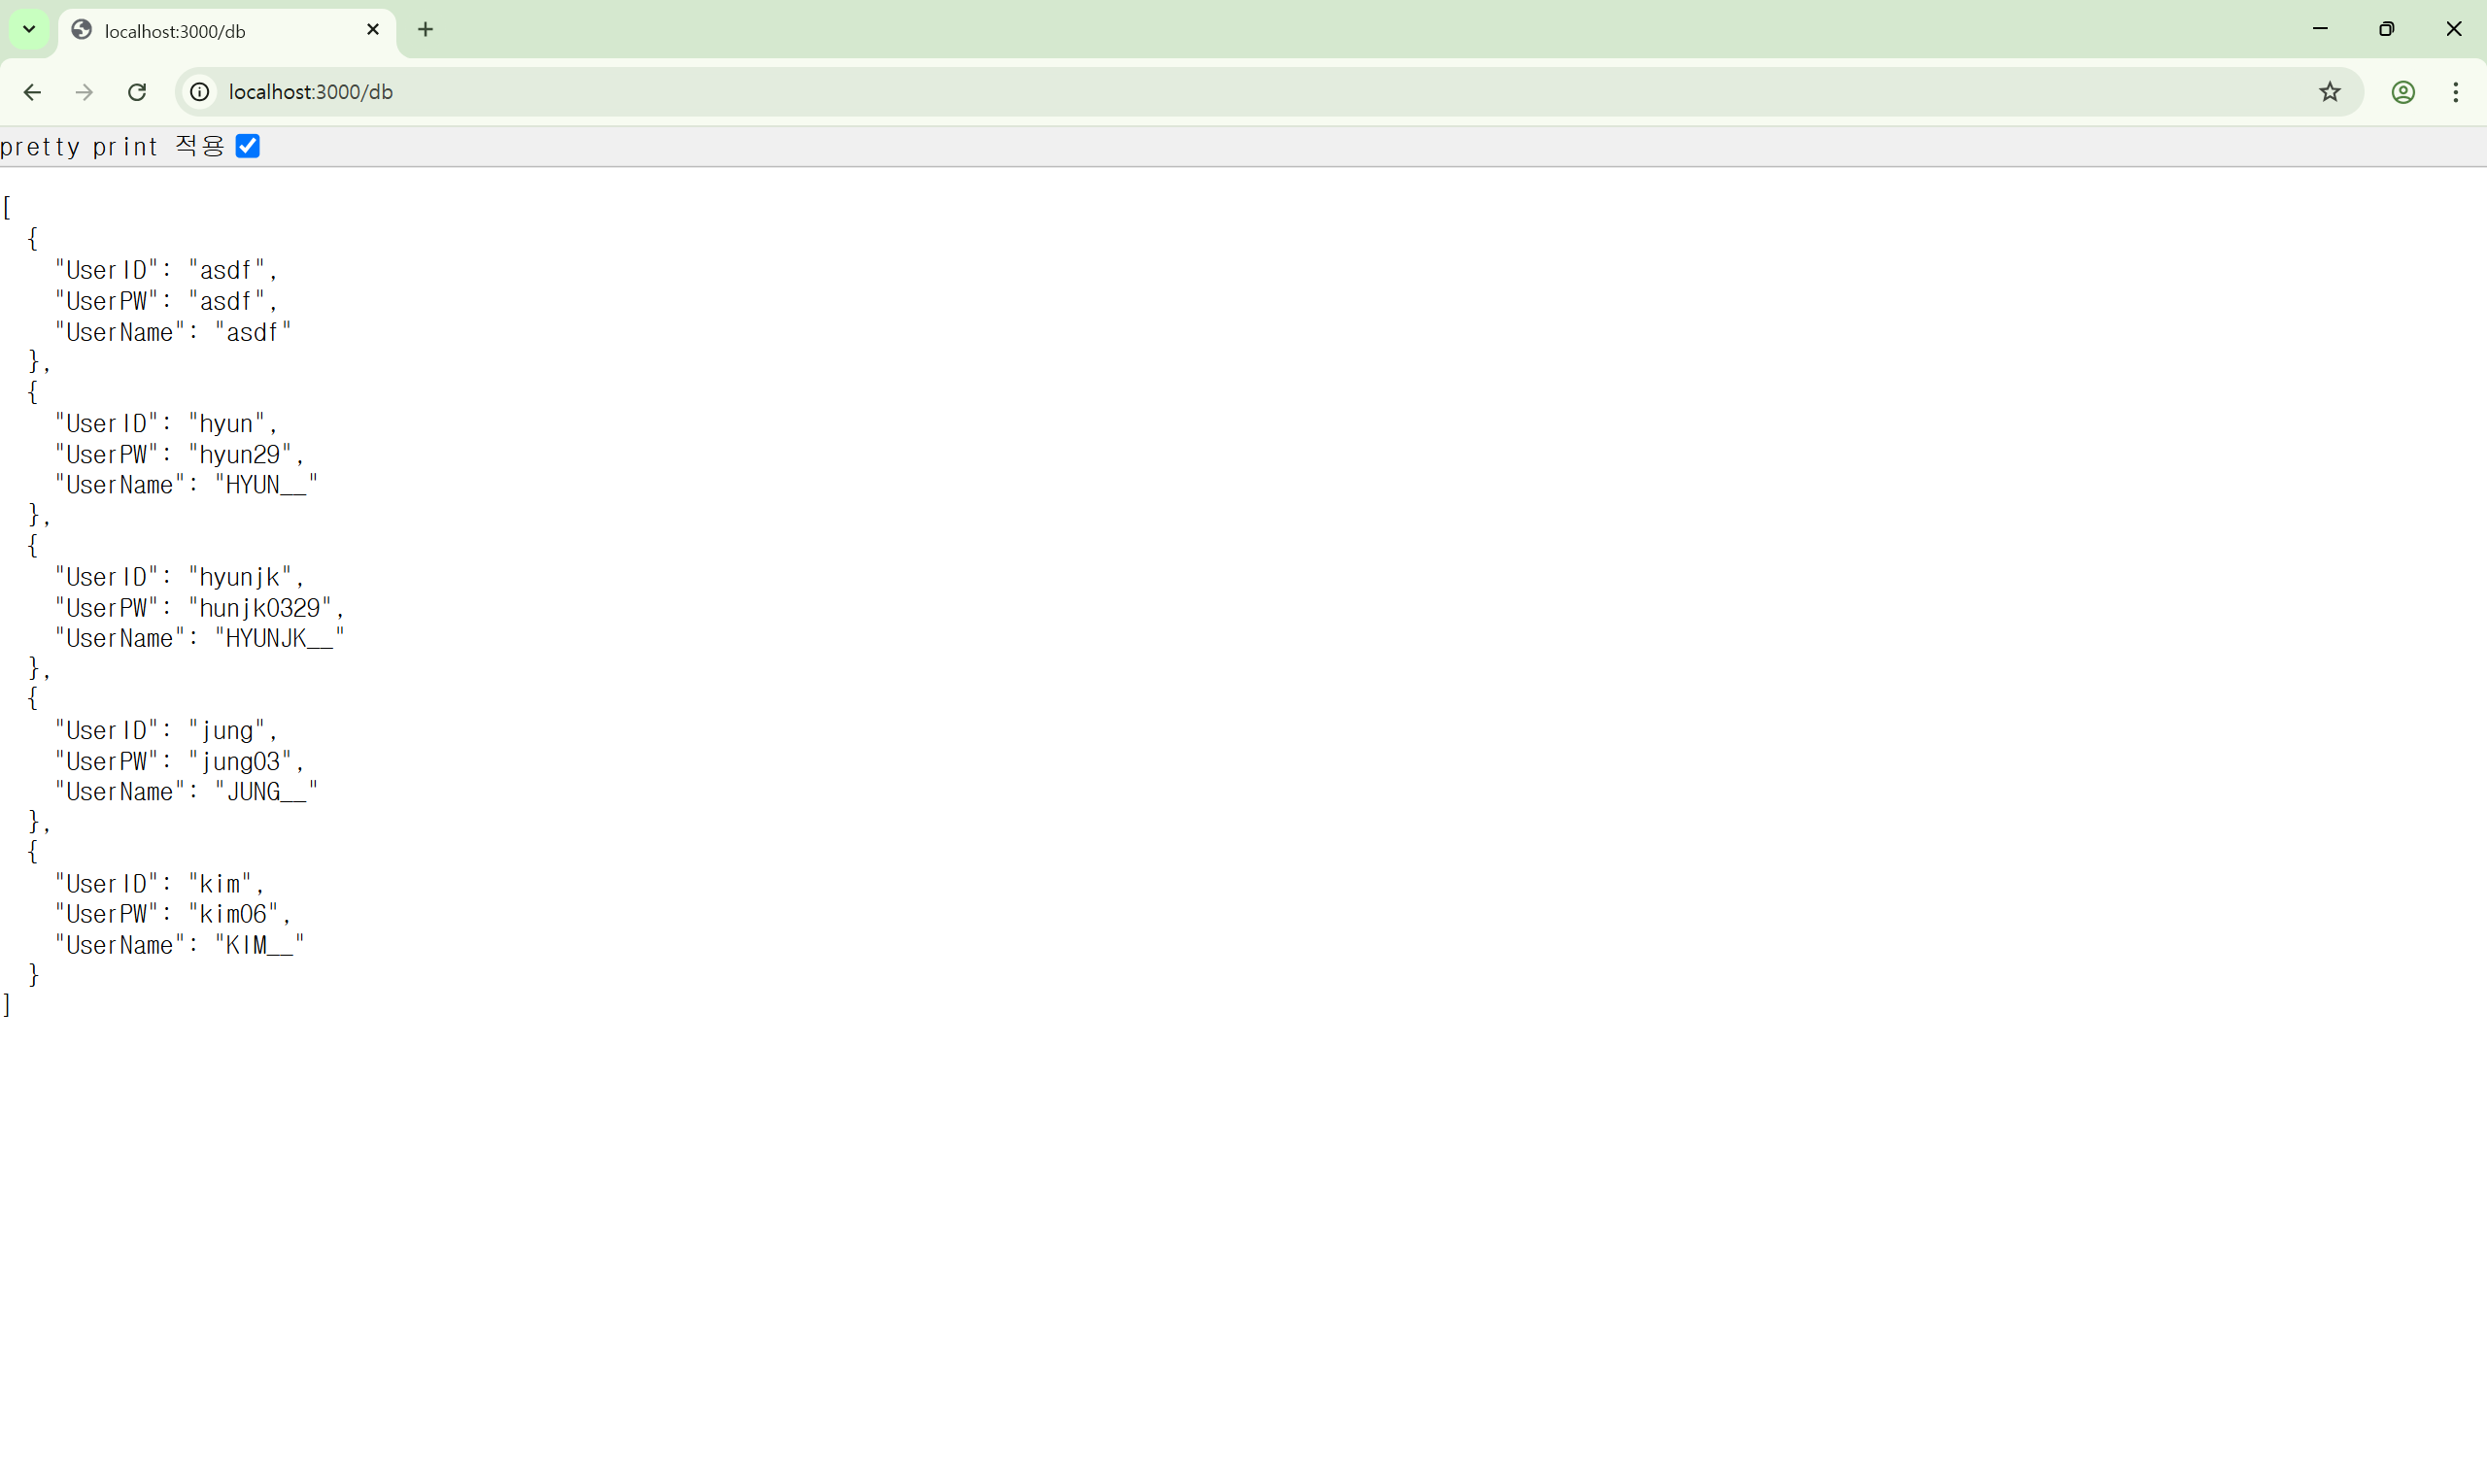 localhost:3000/db
localhost:3000/db
pretty print 적용
[
  {
    "UserID": "asdf",
    "UserPW": "asdf",
    "UserName": "asdf"
  },
  {
    "UserID": "hyun",
    "UserPW": "hyun29",
    "UserName": "HYUN__"
  },
  {
    "UserID": "hyunjk",
    "UserPW": "hunjk0329",
    "UserName": "HYUNJK__"
  },
  {
    "UserID": "jung",
    "UserPW": "jung03",
    "UserName": "JUNG__"
  },
  {
    "UserID": "kim",
    "UserPW": "kim06",
    "UserName": "KIM__"
  }
]